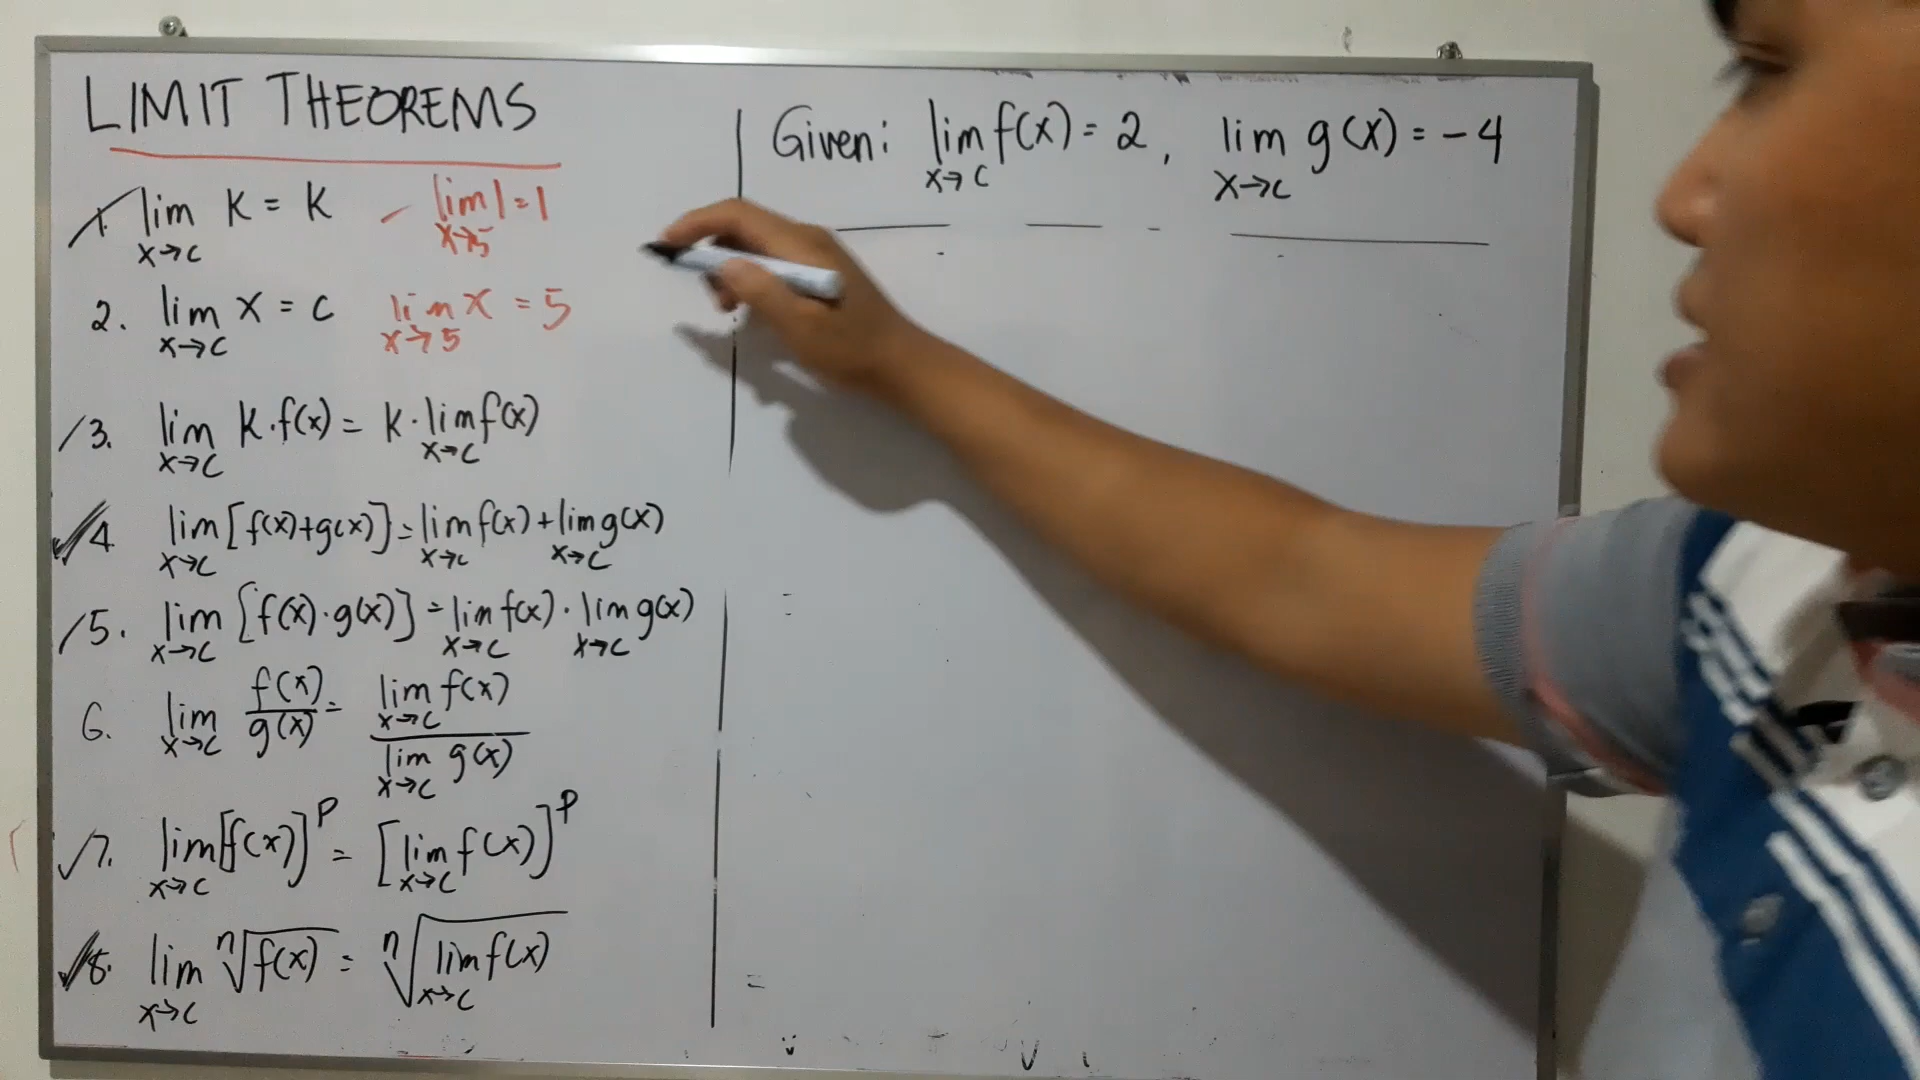 LIMIT THEOREMS
1. lim x→c K = K lim x→5 1 = 1
2. lim x→c x = c lim x→5 x = 5
3. lim x→c K·f(x) = K·lim x→c f(x)
4 lim x→c [f(x)+g(x)] = lim x→c f(x) + lim x→c g(x)
5. lim x→c [f(x)·g(x)] = lim x→c f(x) · lim x→c g(x)
6. lim x→c f(x)/g(x) = lim x→c f(x) / lim x→c g(x)
7. lim x→c [f(x)]^p = [lim x→c f(x)]^p
8. lim x→c ⁿ√f(x) = ⁿ√lim x→c f(x)
Given: lim x→c f(x) = 2, lim x→c g(x) = -4